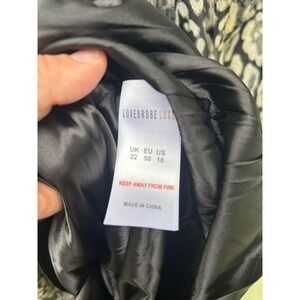 LOVEDROBE LUXE
UK EU US
22 50 18
KEEP AWAY FROM FIRE
MADE IN CHINA